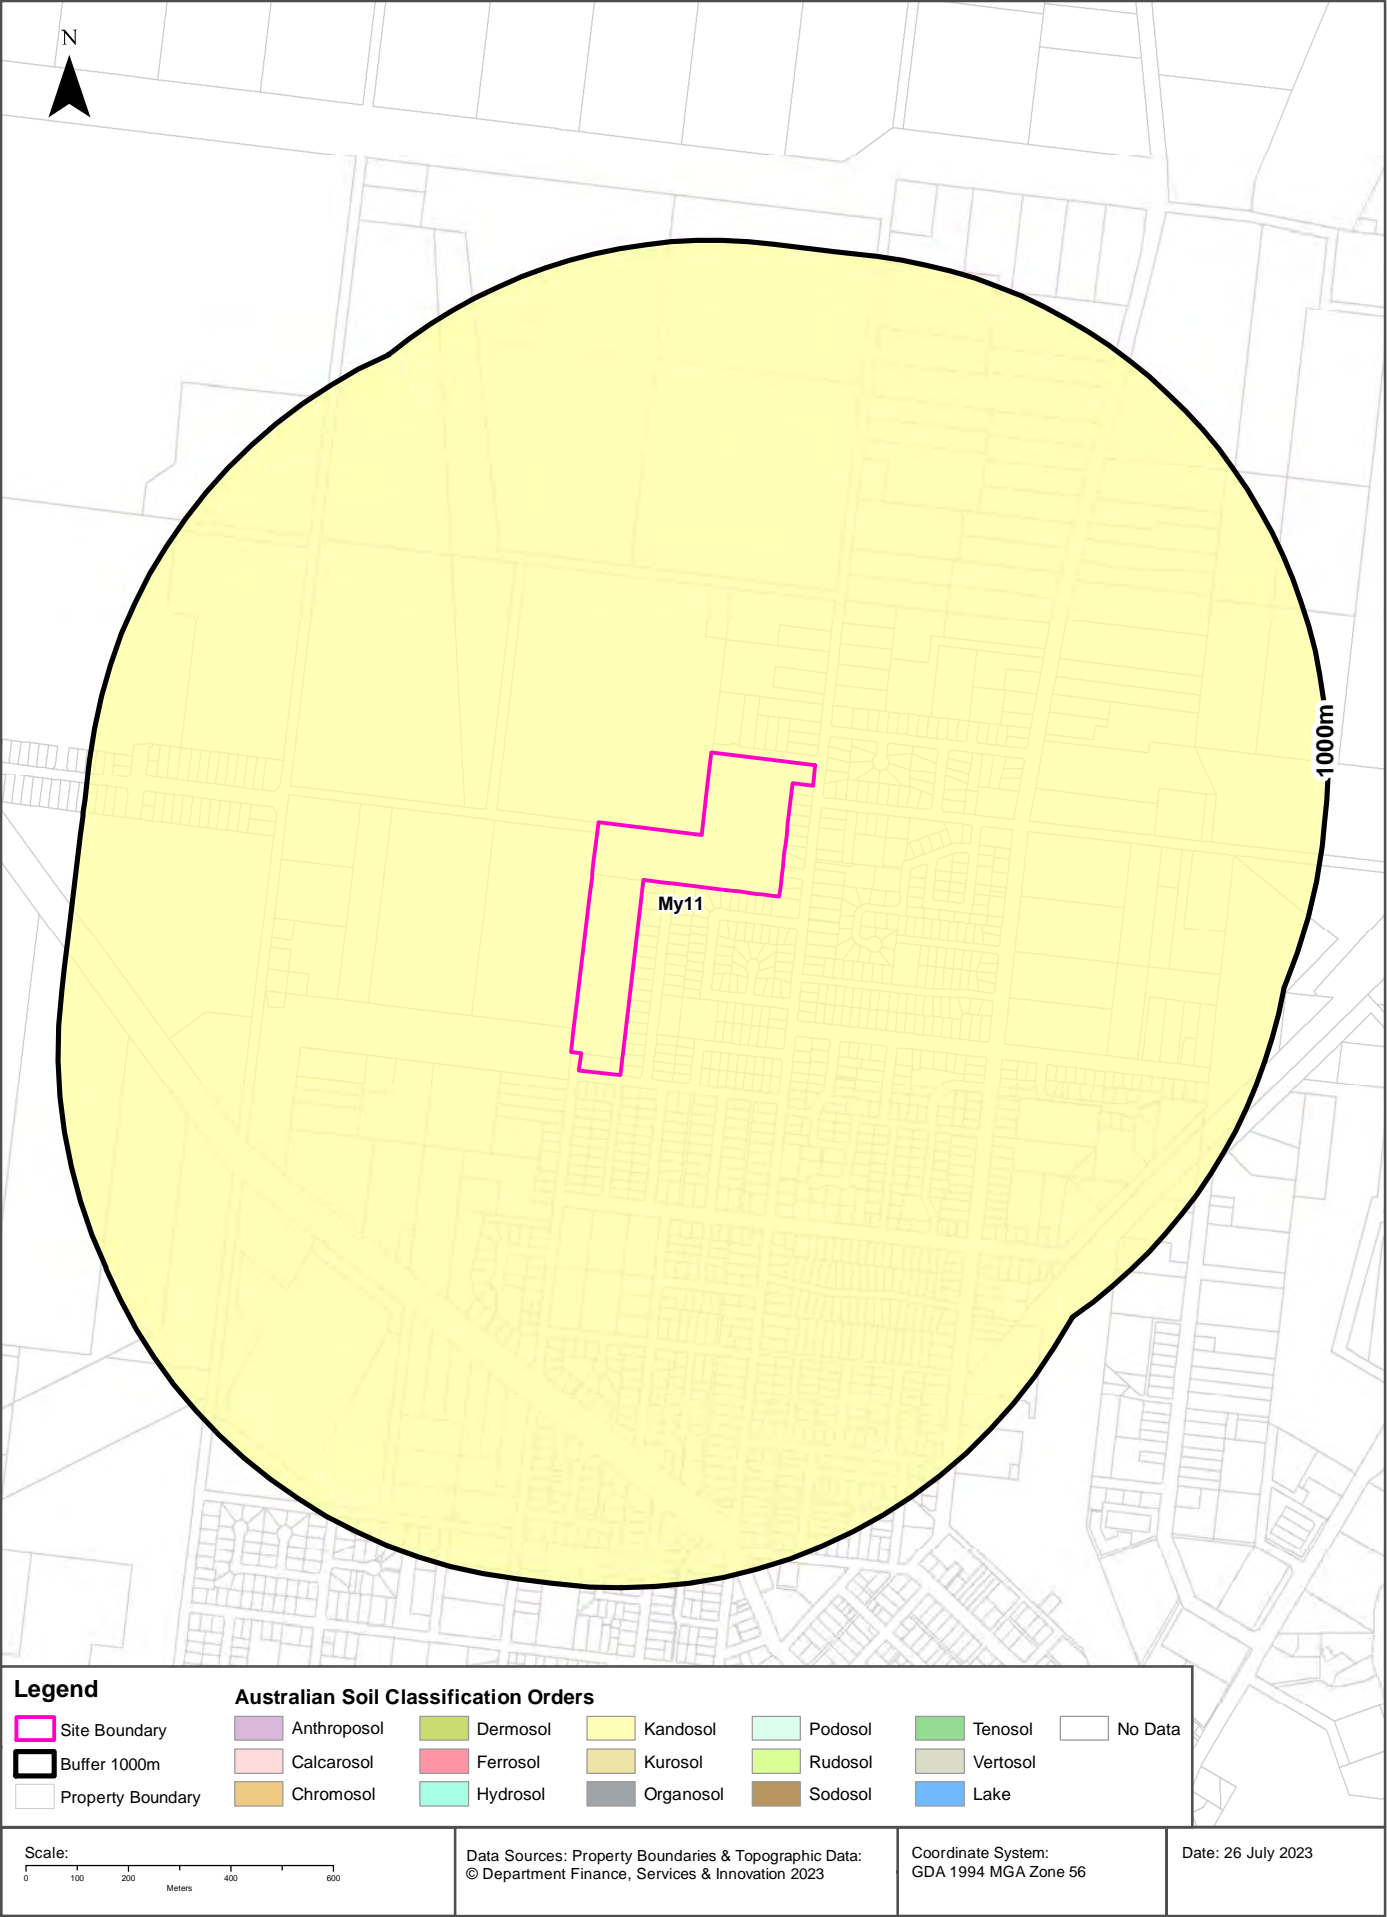 N
1000m
My11
Legend
Site Boundary
Buffer 1000m
Property Boundary
Australian Soil Classification Orders
Anthroposol
Calcarosol
Chromosol
Dermosol
Ferrosol
Hydrosol
Kandosol
Kurosol
Organosol
Podosol
Rudosol
Sodosol
Tenosol
Vertosol
Lake
No Data
Scale:
0 100 200 400 600
Meters
Data Sources: Property Boundaries & Topographic Data:
© Department Finance, Services & Innovation 2023
Coordinate System:
GDA 1994 MGA Zone 56
Date: 26 July 2023